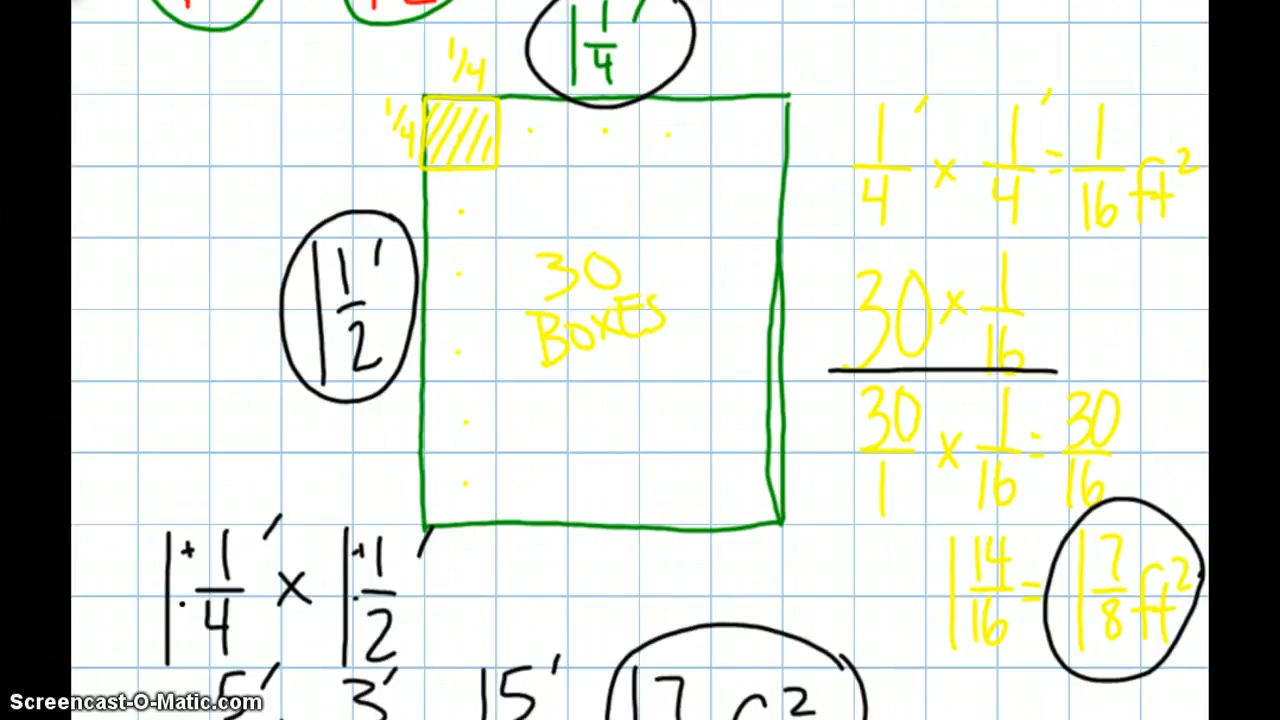 1 1/4 '
1/4
1/4
1 1/2 '
30
BOXES
1/4 ' × 1/4 ' = 1/16 ft²
30 × 1/16
30/1 × 1/16 = 30/16
1 14/16 = 1 7/8 ft²
1 + 1/4 ' × 1 + 1/2 '
5' 3' 15' 17
Screencast-O-Matic.com